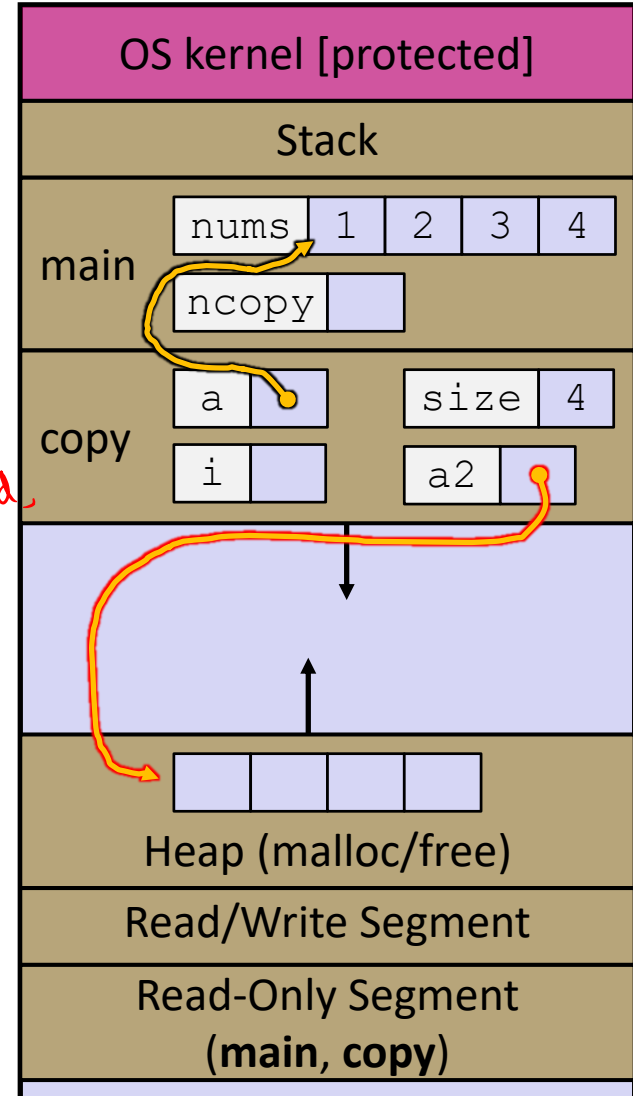 OS kernel [protected]
Stack
main
nums 1 2 3 4
ncopy
copy
a
size 4
i
a2
Heap (malloc/free)
Read/Write Segment
Read-Only Segment
(main, copy)